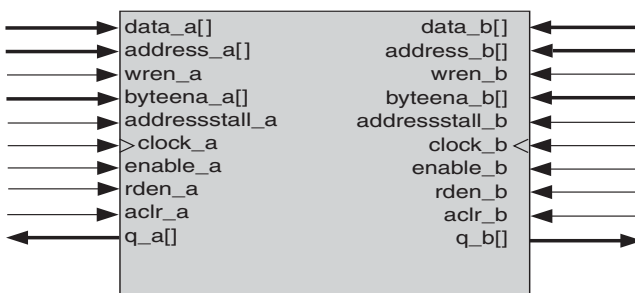 data_a[] data_b[]
address_a[] address_b[]
wren_a wren_b
byteena_a[] byteena_b[]
addressstall_a addressstall_b
>clock_a clock_b<
enable_a enable_b
rden_a rden_b
aclr_a aclr_b
q_a[] q_b[]